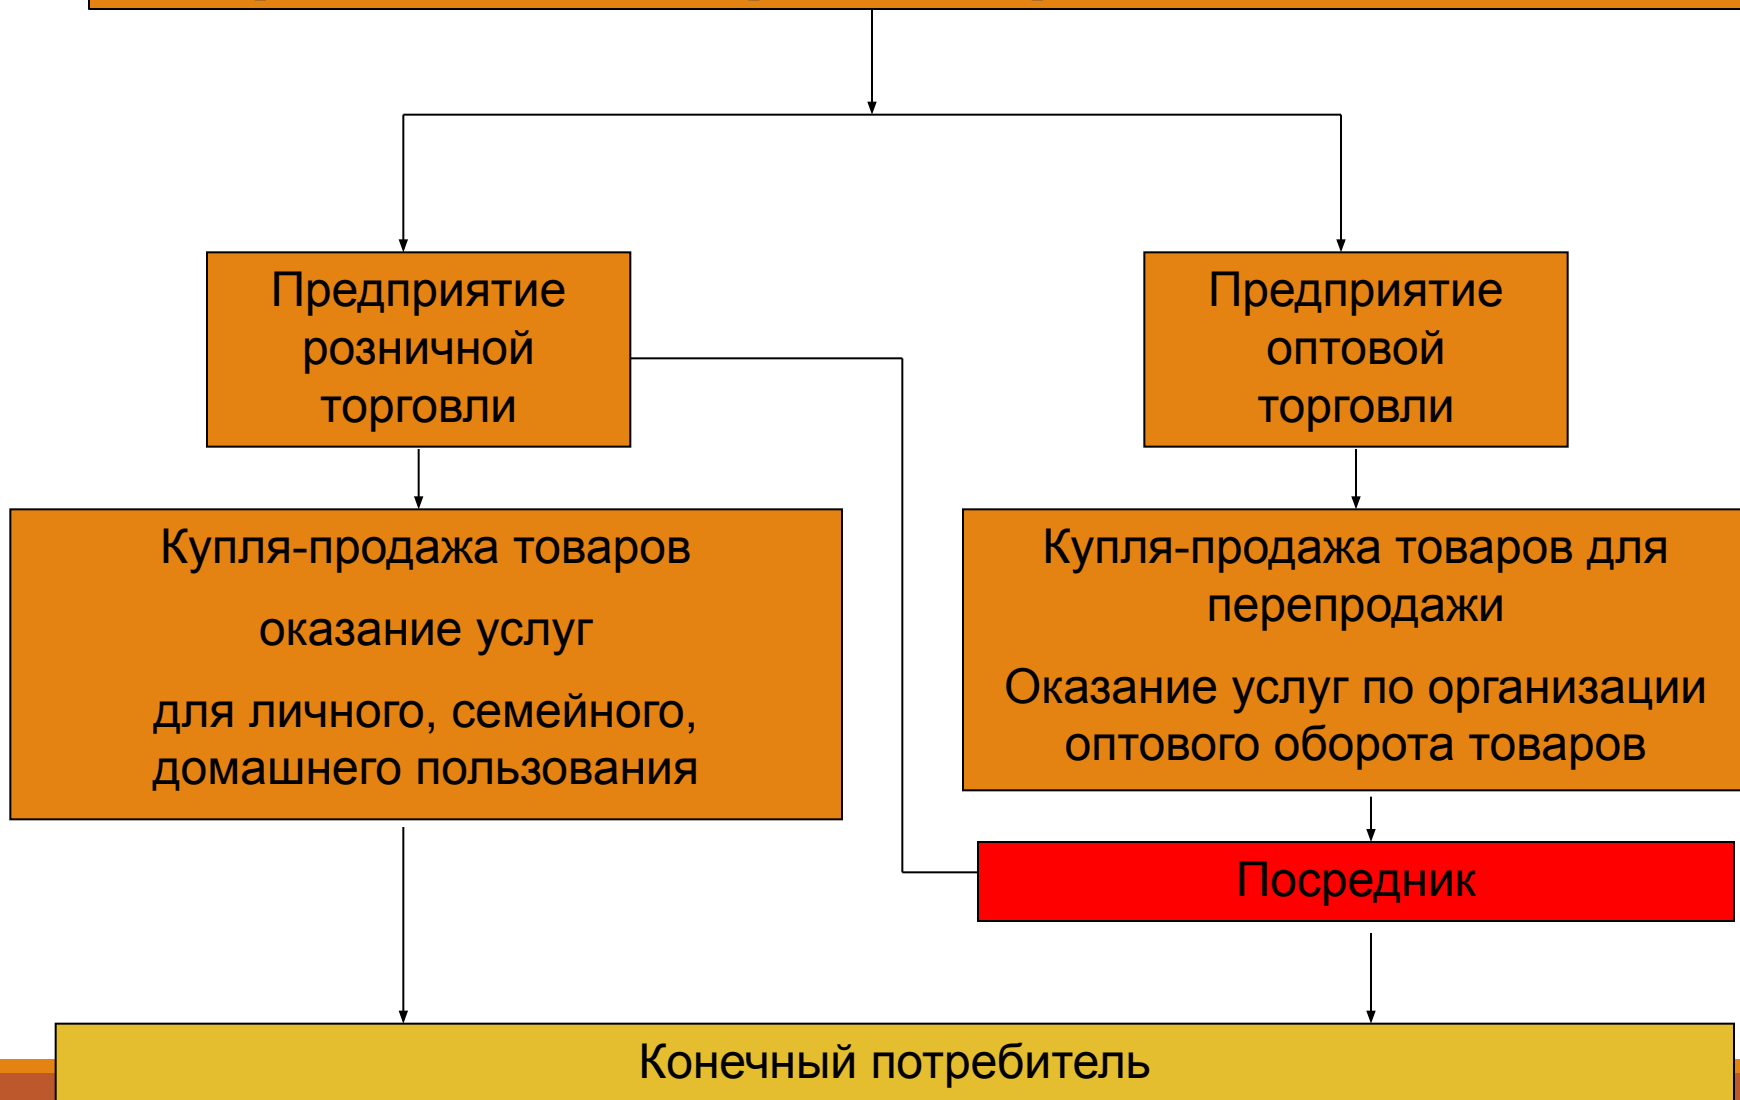 Предприятие
розничной
торговли
Предприятие
оптовой
торговли
Купля-продажа товаров
оказание услуг
для личного, семейного,
домашнего пользования
Купля-продажа товаров для
перепродажи
Оказание услуг по организации
оптового оборота товаров
Посредник
Конечный потребитель